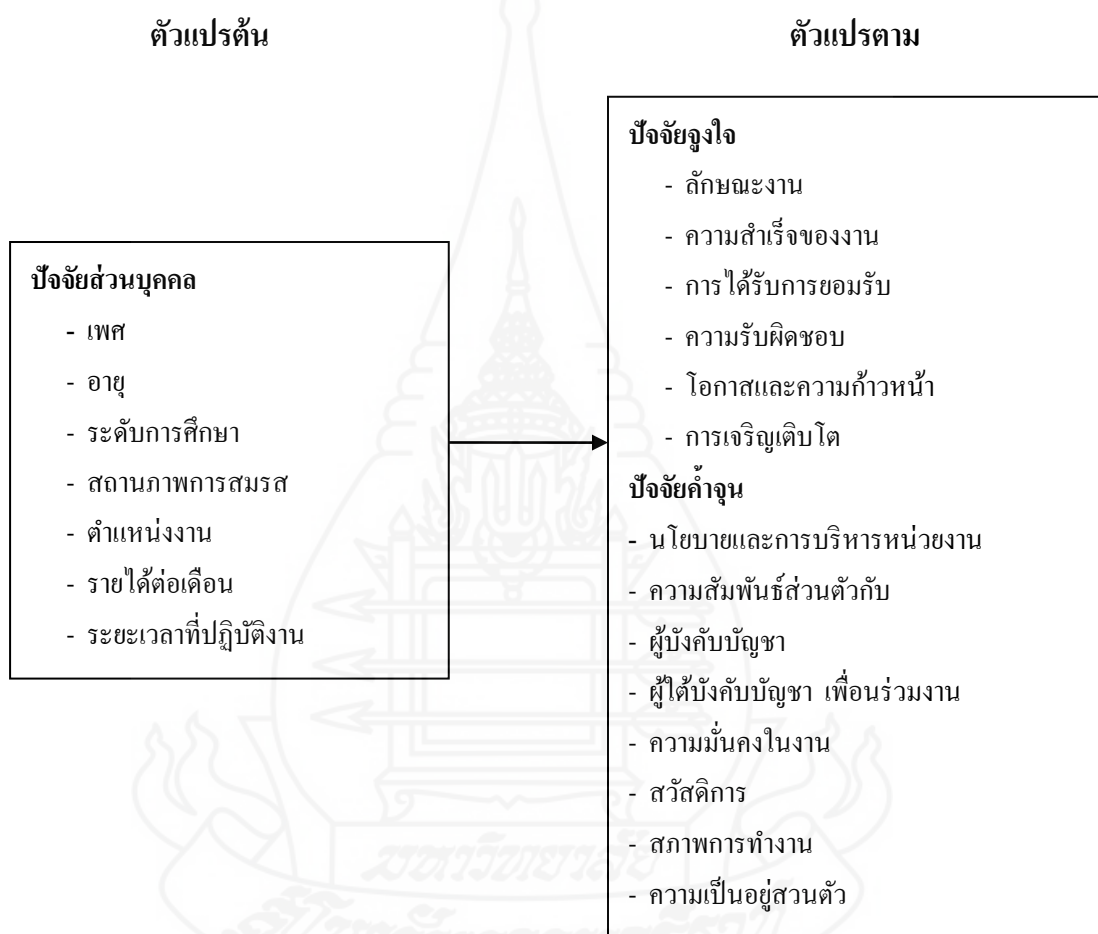 ตัวแปรต้น
ตัวแปรตาม
ปัจจัยส่วนบุคคล
- เพศ
- อายุ
- ระดับการศึกษา
- สถานภาพการสมรส
- ตำแหน่งงาน
- รายได้ต่อเดือน
- ระยะเวลาที่ปฏิบัติงาน
ปัจจัยจูงใจ
- ลักษณะงาน
- ความสำเร็จของงาน
- การได้รับการยอมรับ
- ความรับผิดชอบ
- โอกาสและความก้าวหน้า
- การเจริญเติบโต
ปัจจัยค้ำจุน
- นโยบายและการบริหารหน่วยงาน
- ความสัมพันธ์ส่วนตัวกับ
- ผู้บังคับบัญชา
- ผู้ใต้บังคับบัญชา เพื่อนร่วมงาน
- ความมั่นคงในงาน
- สวัสดิการ
- สภาพการทำงาน
- ความเป็นอยู่สวนตัว
มหาวิทยาลัย